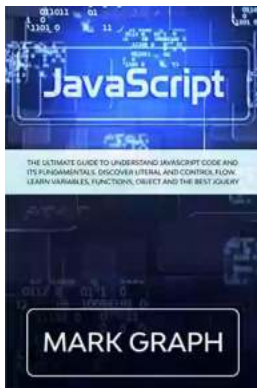 JavaScript
THE ULTIMATE GUIDE TO UNDERSTAND JAVASCRIPT CODE AND
ITS FUNDAMENTALS. DISCOVER LITERAL AND CONTROL FLOW.
LEARN VARIABLES, FUNCTIONS, OBJECT AND THE BEST JQUERY
MARK GRAPH